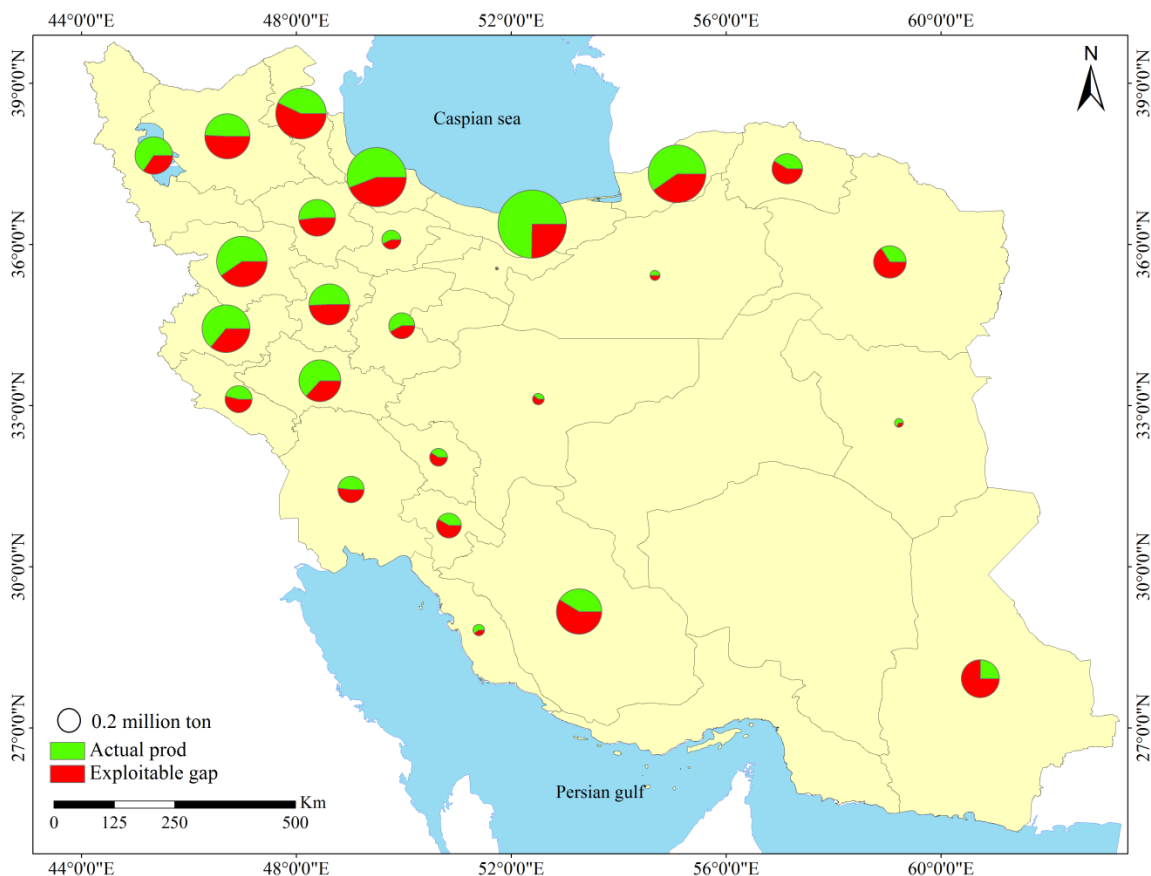 44°0'0"E 48°0'0"E 52°0'0"E 56°0'0"E 60°0'0"E
39°0'0"N 39°0'0"N
N
Caspian sea
36°0'0"N 36°0'0"N
33°0'0"N 33°0'0"N
30°0'0"N 30°0'0"N
27°0'0"N 27°0'0"N
0.2 million ton
Actual prod
Exploitable gap
Km
0 125 250 500
Persian gulf
44°0'0"E 48°0'0"E 52°0'0"E 56°0'0"E 60°0'0"E